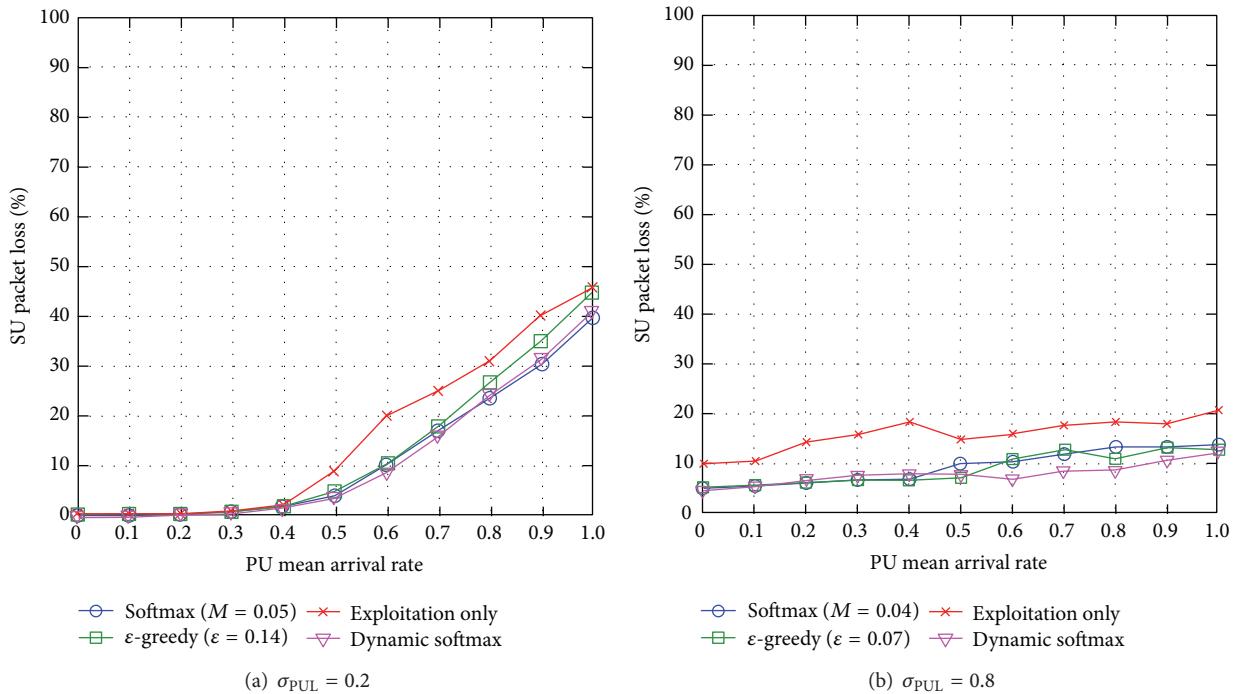 100
90
80
70
60
50
40
30
20
10
0
SU packet loss (%)
0 0.1 0.2 0.3 0.4 0.5 0.6 0.7 0.8 0.9 1.0
PU mean arrival rate
Softmax (M = 0.05)
Exploitation only
ε-greedy (ε = 0.14)
Dynamic softmax
(a) σPUL = 0.2
100
90
80
70
60
50
40
30
20
10
0
SU packet loss (%)
0 0.1 0.2 0.3 0.4 0.5 0.6 0.7 0.8 0.9 1.0
PU mean arrival rate
Softmax (M = 0.04)
Exploitation only
ε-greedy (ε = 0.07)
Dynamic softmax
(b) σPUL = 0.8